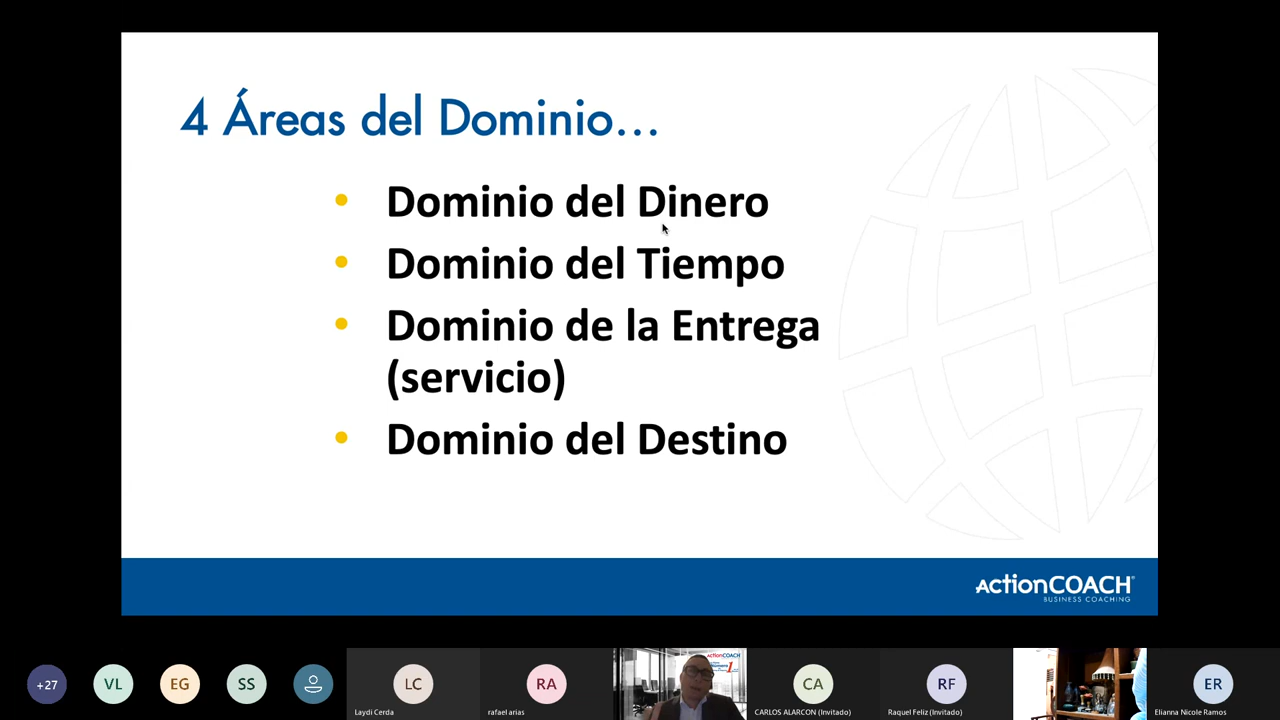 4 Áreas del Dominio...
• Dominio del Dinero
• Dominio del Tiempo
• Dominio de la Entrega
(servicio)
• Dominio del Destino
ActionCOACH
BUSINESS COACHING
+27
VL
EG
SS
LC
Laydi Cerda
RA
rafael arias
ActionCOACH
1
CA
CARLOS ALARCON (Invitado)
RF
Raquel Feliz (Invitado)
ER
Elianna Nicole Ramos